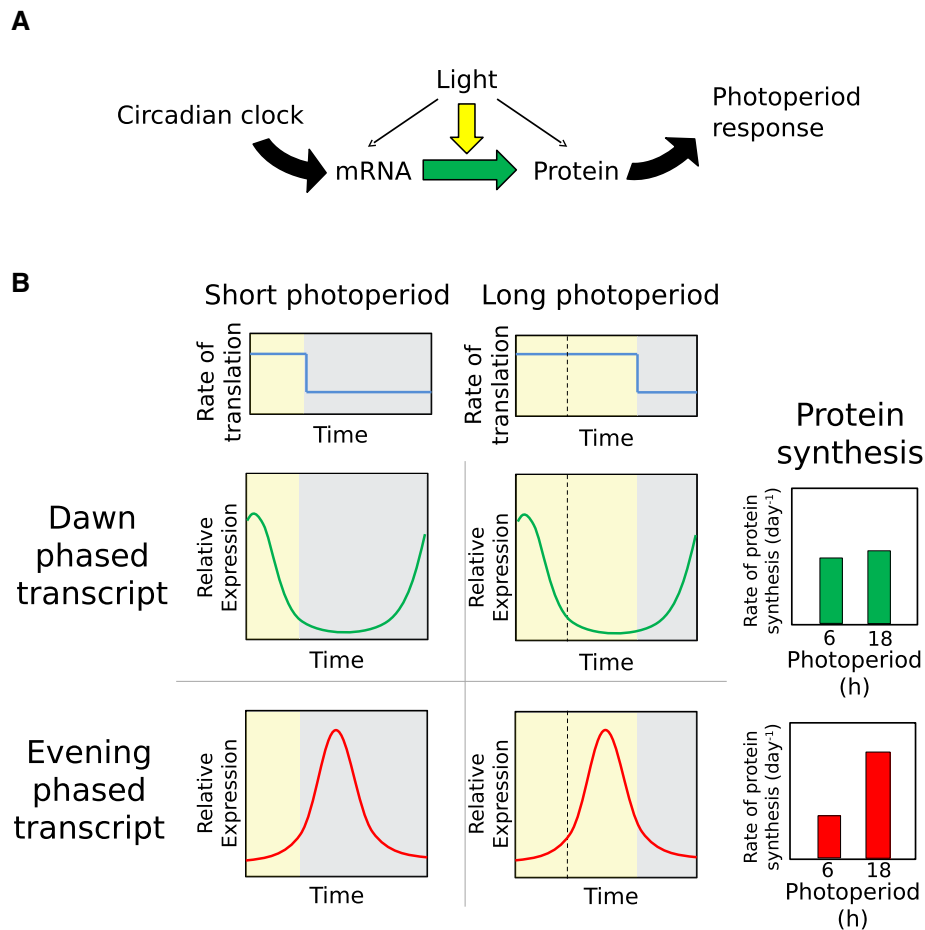 A
Light
Circadian clock
Photoperiod
response
mRNA
Protein
B
Short photoperiod
Long photoperiod
Rate of
translation
Time
Rate of
translation
Time
Protein
synthesis
Dawn
phased
transcript
Relative
Expression
Time
Relative
Expression
Time
Rate of protein
synthesis (day⁻¹)
6 18
Photoperiod
(h)
Evening
phased
transcript
Relative
Expression
Time
Relative
Expression
Time
Rate of protein
synthesis (day⁻¹)
6 18
Photoperiod
(h)